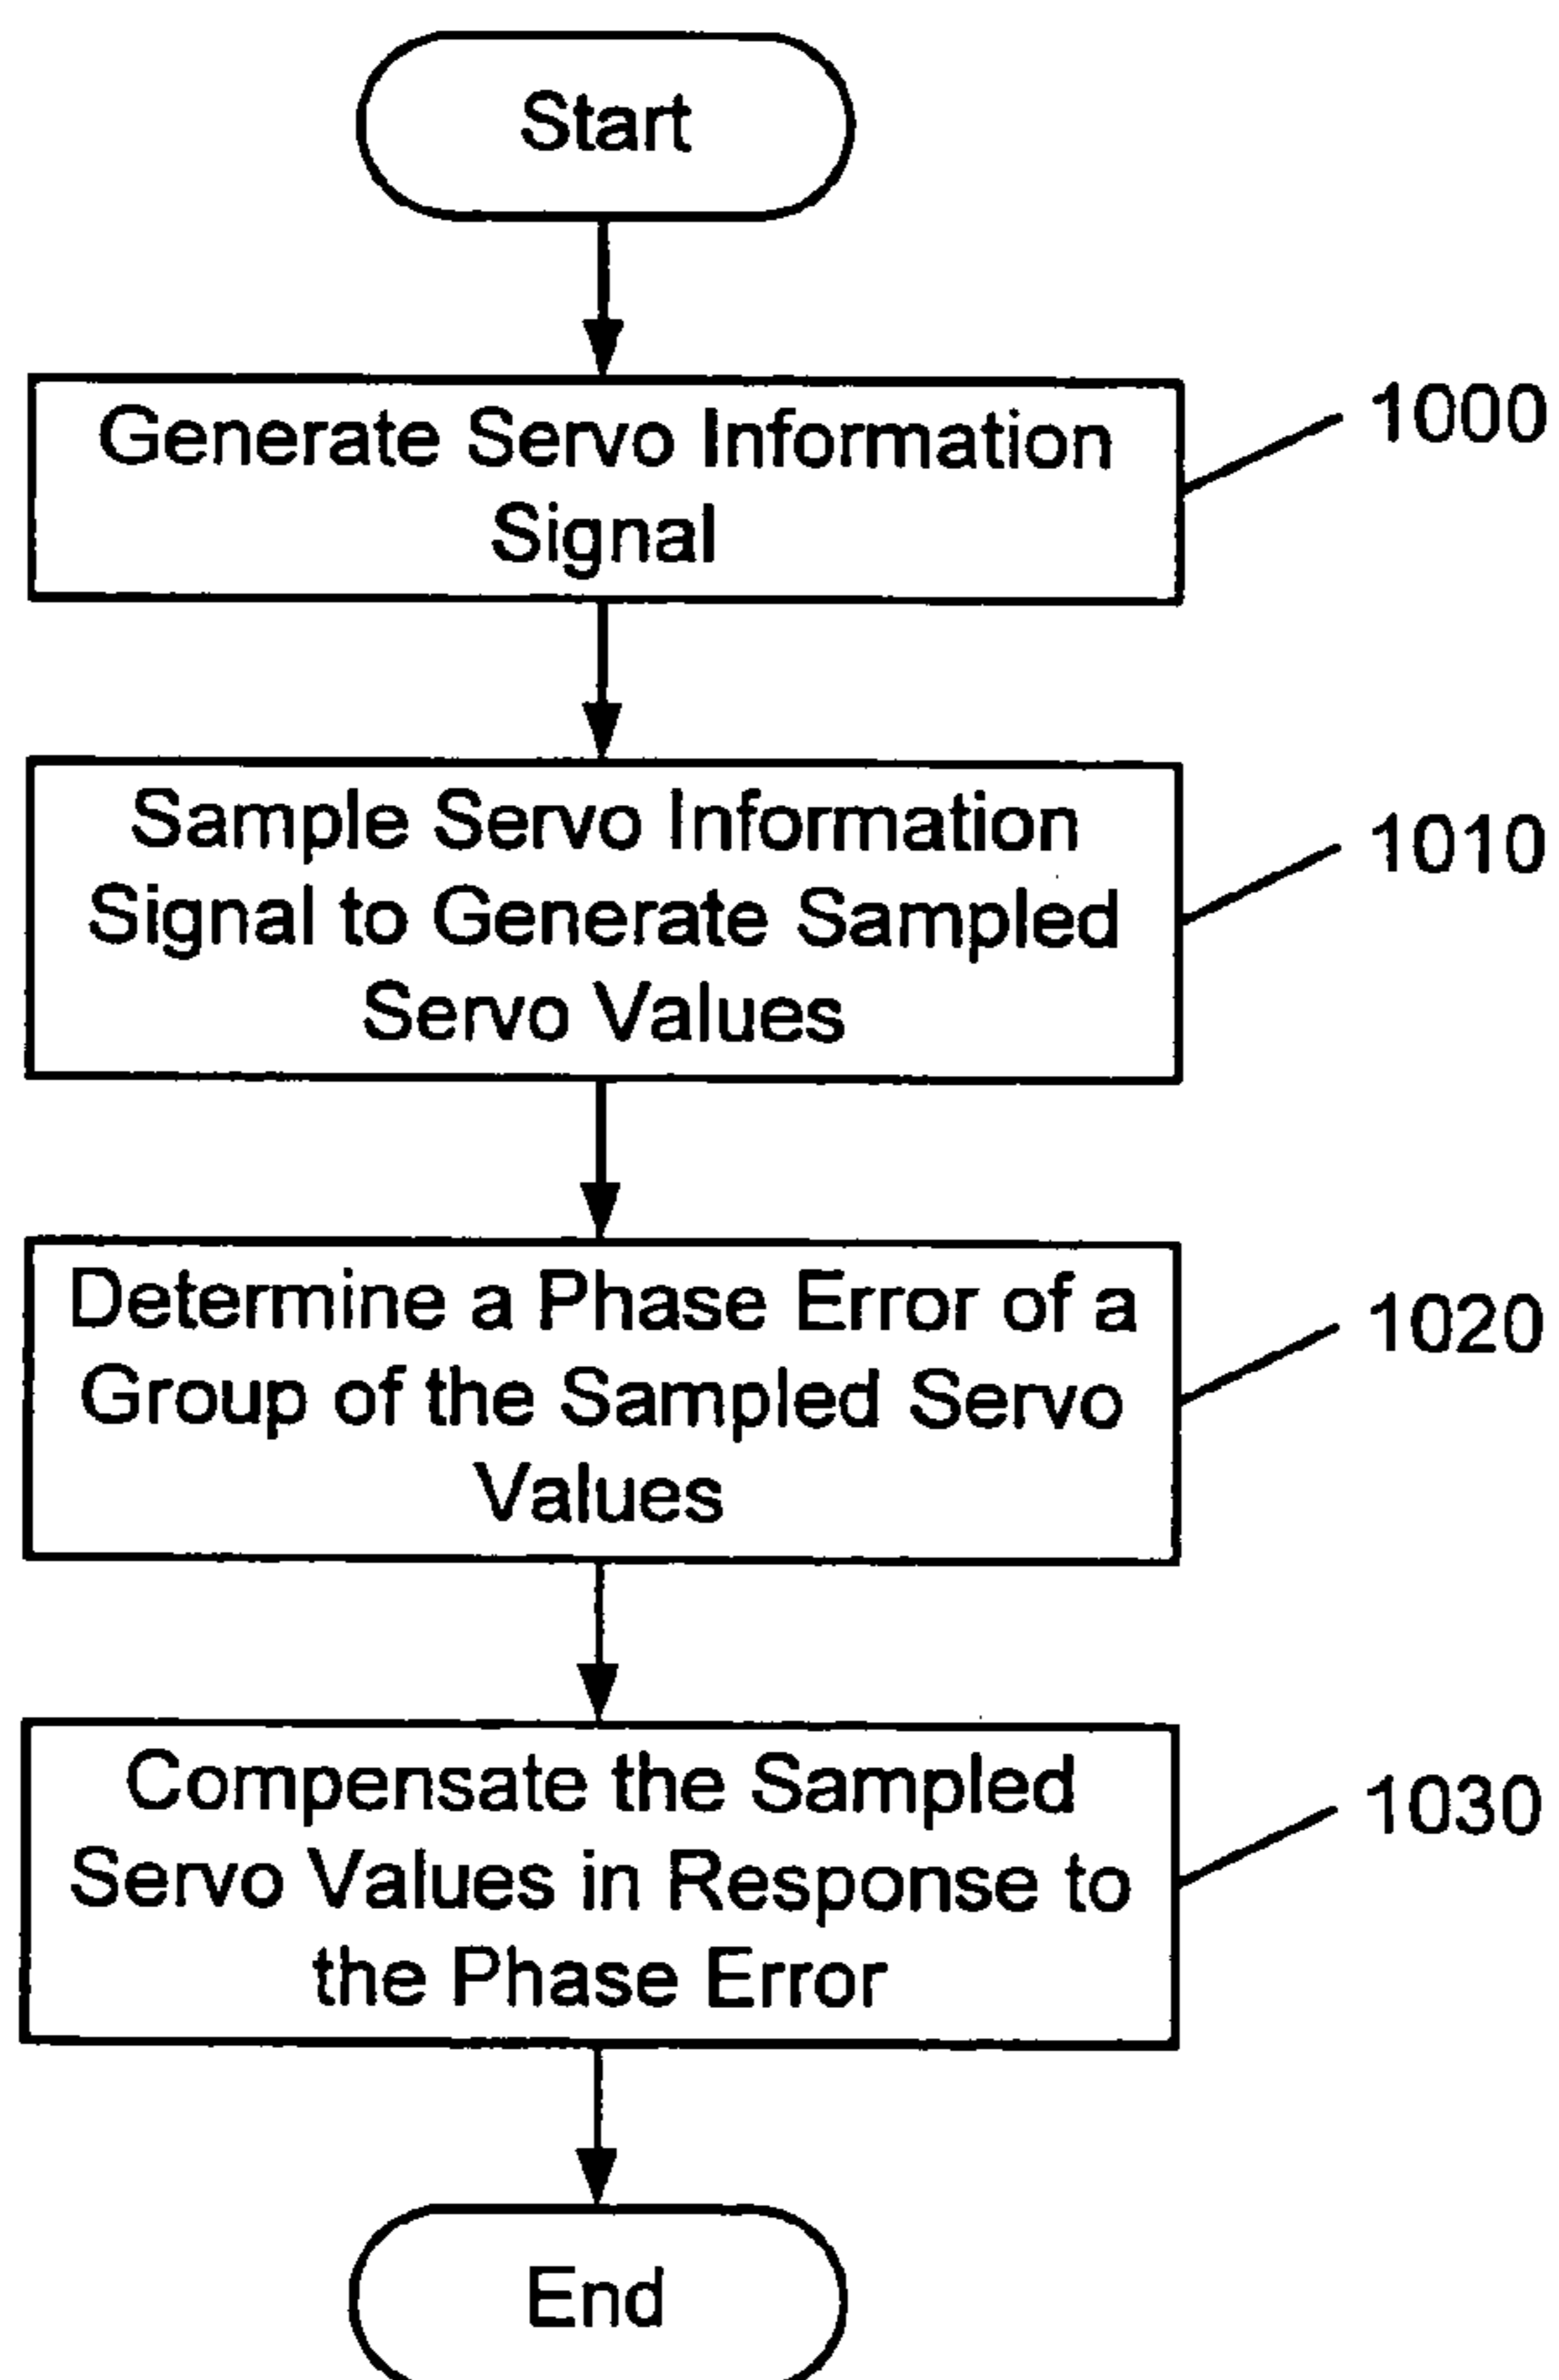 Start
Generate Servo Information
Signal
1000
Sample Servo Information
Signal to Generate Sampled
Servo Values
1010
Determine a Phase Error of a
Group of the Sampled Servo
Values
1020
Compensate the Sampled
Servo Values in Response to
the Phase Error
1030
End